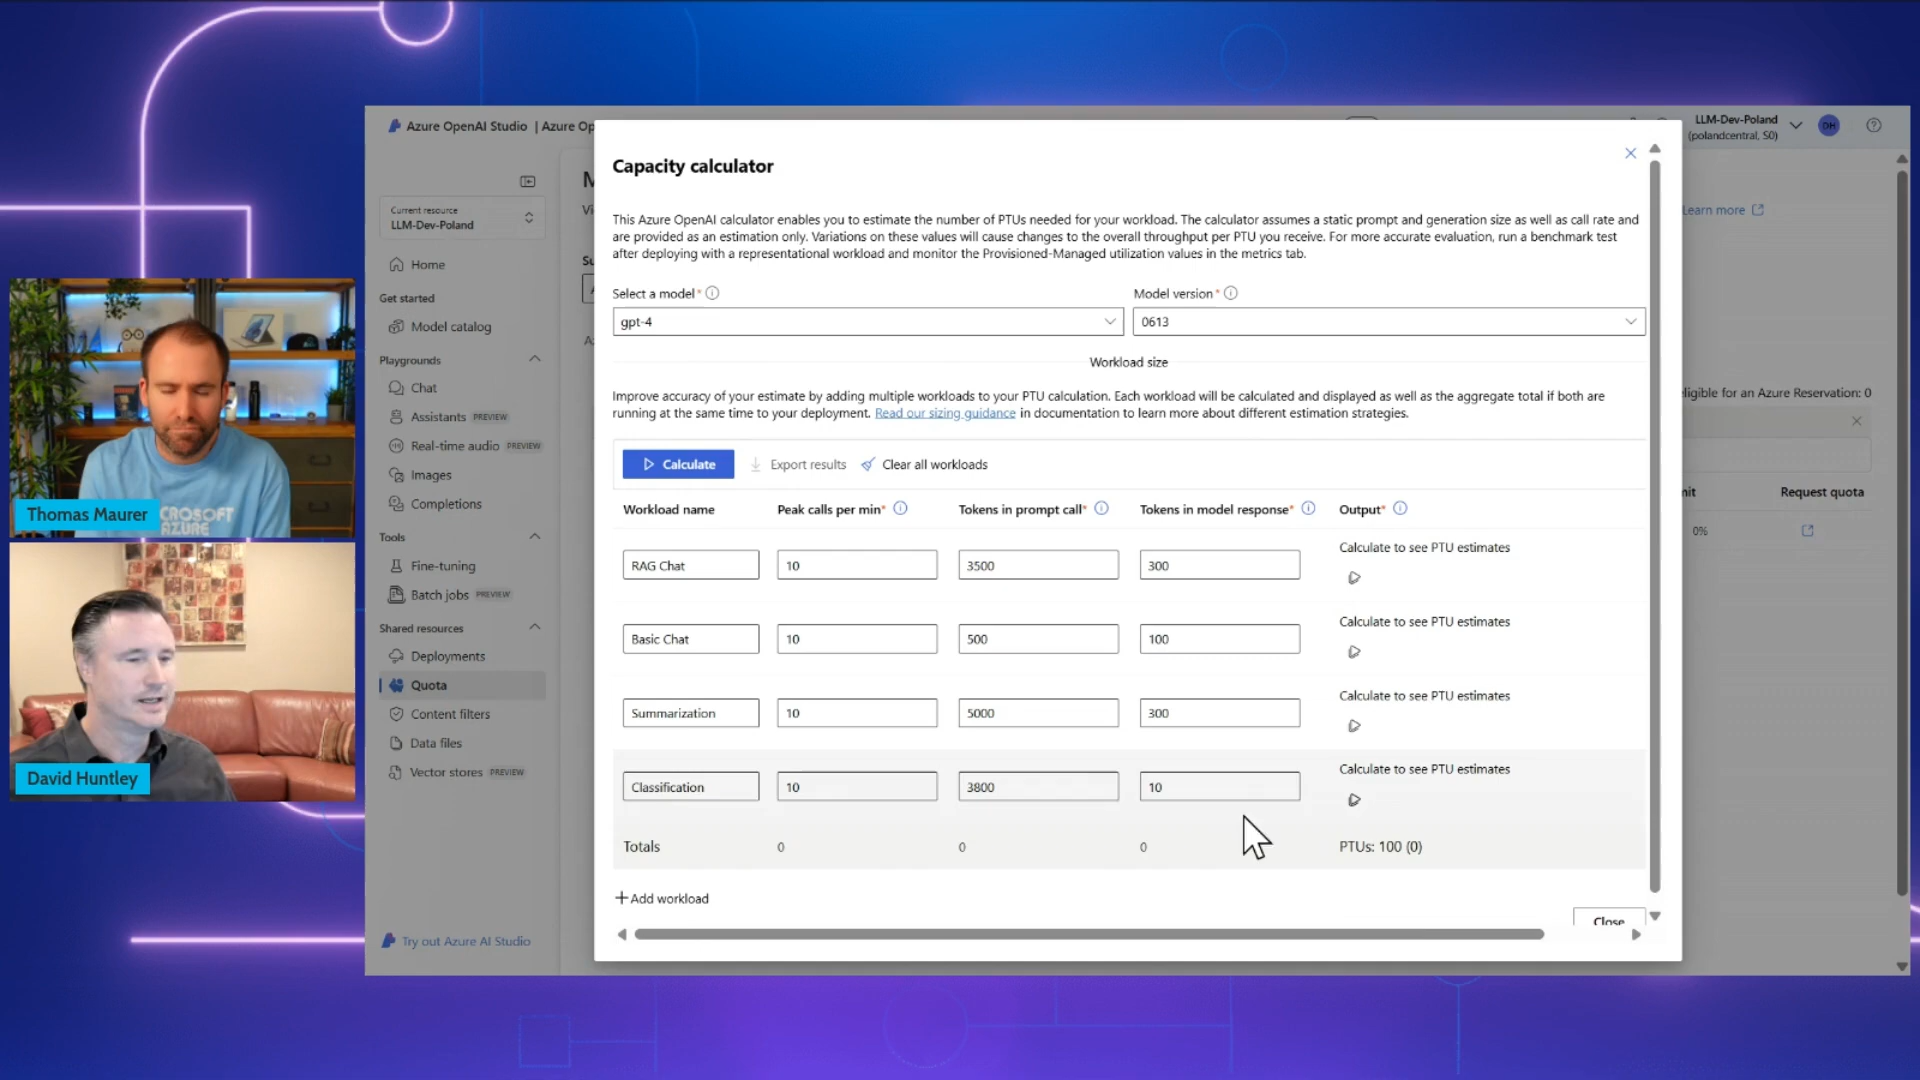 Azure OpenAI Studio | Azure Op
LLM-Dev-Poland
(polandcentral, S0)
DH
Current resource
LLM-Dev-Poland
Home
Get started
Model catalog
Playgrounds
Chat
Assistants PREVIEW
Real-time audio PREVIEW
Images
Completions
Tools
Fine-tuning
Batch jobs PREVIEW
Shared resources
Deployments
Quota
Content filters
Data files
Vector stores PREVIEW
Try out Azure AI Studio
M
Vi
Su
Learn more
eligible for an Azure Reservation: 0
mit
Request quota
0%
Capacity calculator
This Azure OpenAI calculator enables you to estimate the number of PTUs needed for your workload. The calculator assumes a static prompt and generation size as well as call rate and
are provided as an estimation only. Variations on these values will cause changes to the overall throughput per PTU you receive. For more accurate evaluation, run a benchmark test
after deploying with a representational workload and monitor the Provisioned-Managed utilization values in the metrics tab.
Select a model*
Model version*
gpt-4
0613
Workload size
Improve accuracy of your estimate by adding multiple workloads to your PTU calculation. Each workload will be calculated and displayed as well as the aggregate total if both are
running at the same time to your deployment. Read our sizing guidance in documentation to learn more about different estimation strategies.
Calculate Export results Clear all workloads
Workload name Peak calls per min* Tokens in prompt call* Tokens in model response* Output*
RAG Chat 10 3500 300 Calculate to see PTU estimates
Basic Chat 10 500 100 Calculate to see PTU estimates
Summarization 10 5000 300 Calculate to see PTU estimates
Classification 10 3800 10 Calculate to see PTU estimates
Totals 0 0 0 PTUs: 100 (0)
Add workload
Close
Thomas Maurer
CROSOFT
AZURE
David Huntley